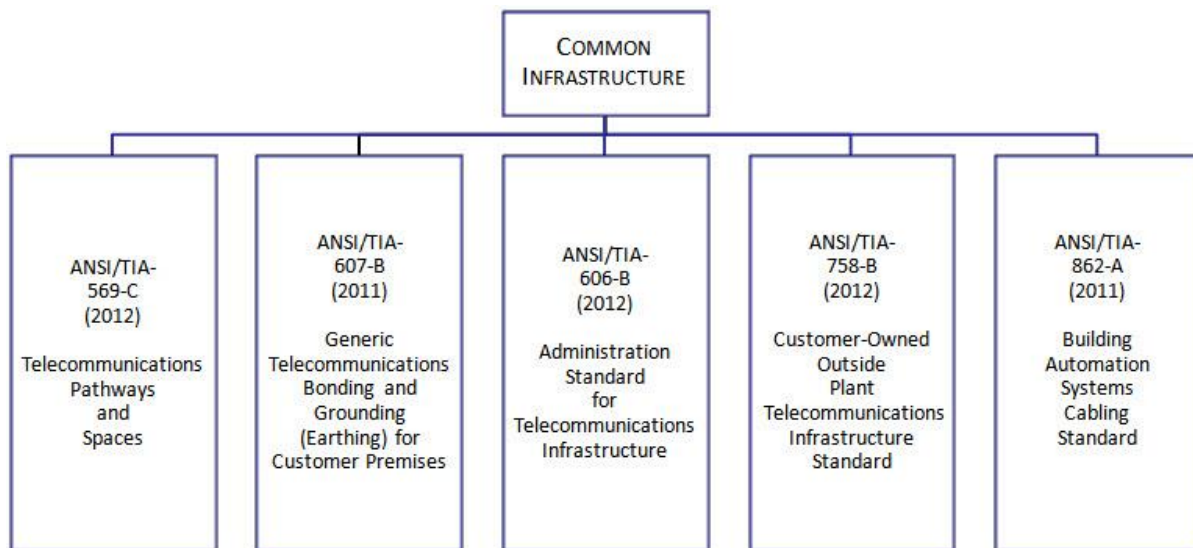 COMMON
INFRASTRUCTURE
ANSI/TIA-
569-C
(2012)
Telecommunications
Pathways
and
Spaces
ANSI/TIA-
607-B
(2011)
Generic
Telecommunications
Bonding and
Grounding
(Earthing) for
Customer Premises
ANSI/TIA-
606-B
(2012)
Administration
Standard
for
Telecommunications
Infrastructure
ANSI/TIA-
758-B
(2012)
Customer-Owned
Outside
Plant
Telecommunications
Infrastructure
Standard
ANSI/TIA-
862-A
(2011)
Building
Automation
Systems
Cabling
Standard